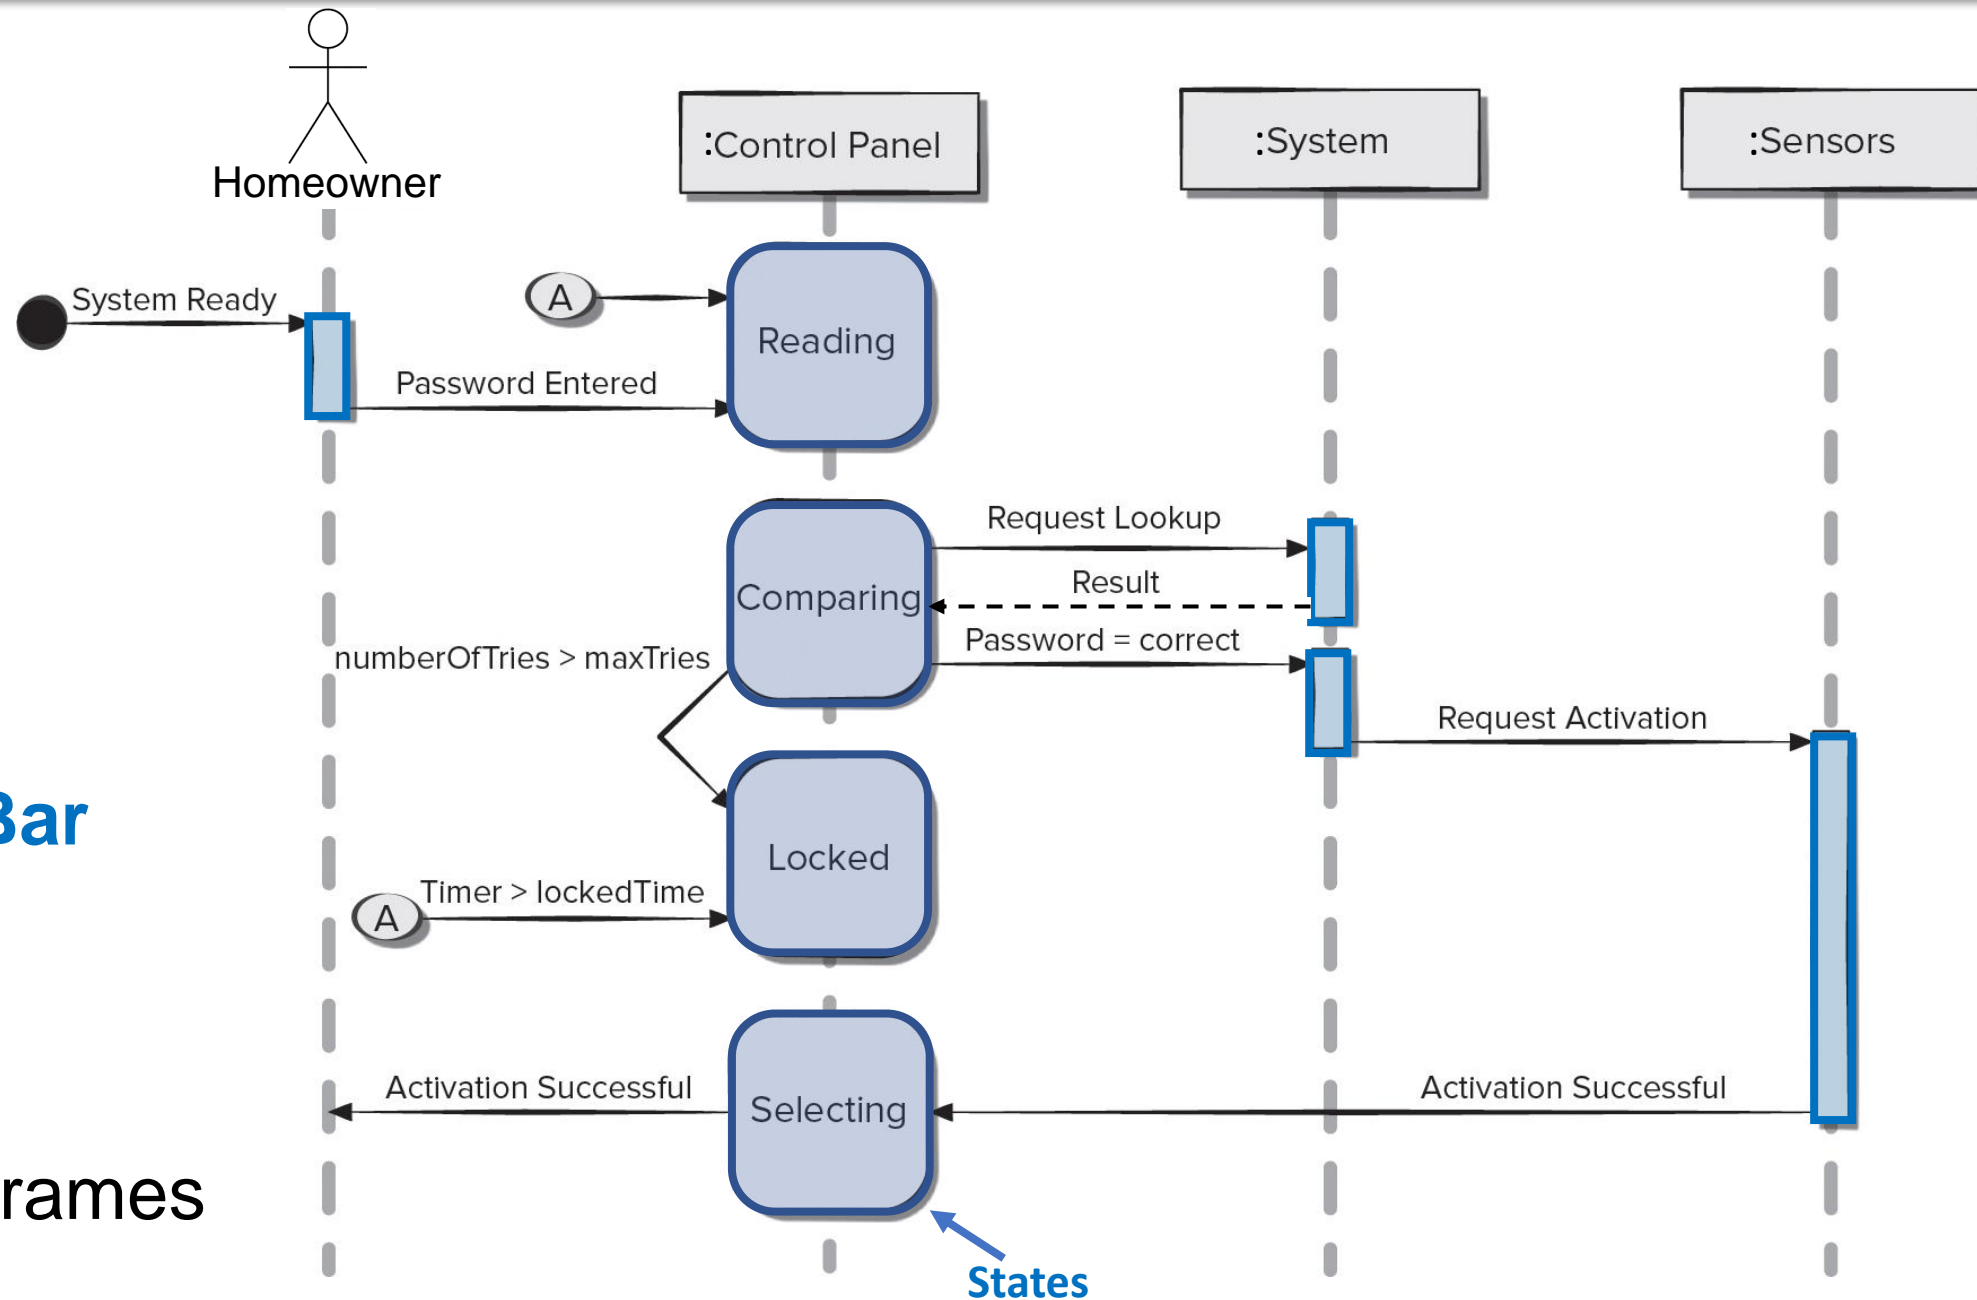 Homeowner
:Control Panel
:System
:Sensors
System Ready
A
Reading
Password Entered
Request Lookup
Result
Comparing
Password = correct
numberOfTries > maxTries
Request Activation
Bar
Locked
Timer > lockedTime
A
Activation Successful
Selecting
Activation Successful
rames
States